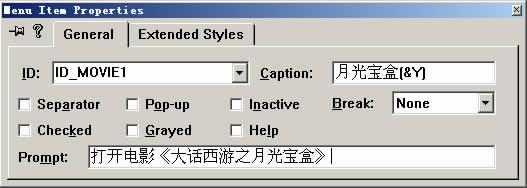 Menu Item Properties
General Extended Styles
ID: ID_MOVIE1 Caption: 月光宝盒(&Y)
Separator Pop-up Inactive Break: None
Checked Grayed Help
Prompt: 打开电影《大话西游之月光宝盒》